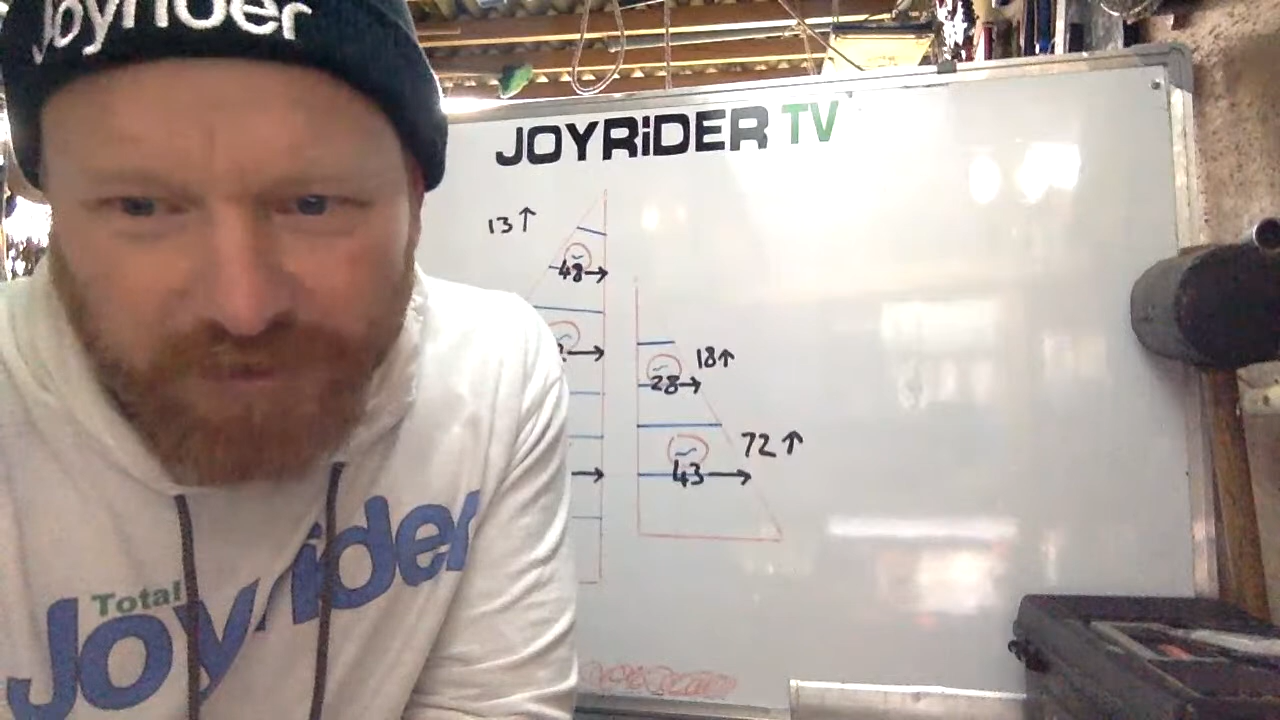 Joyrider
JOYRiDER TV
13↑
48→
18↑
28→
72↑
43→
Total
Joyrider